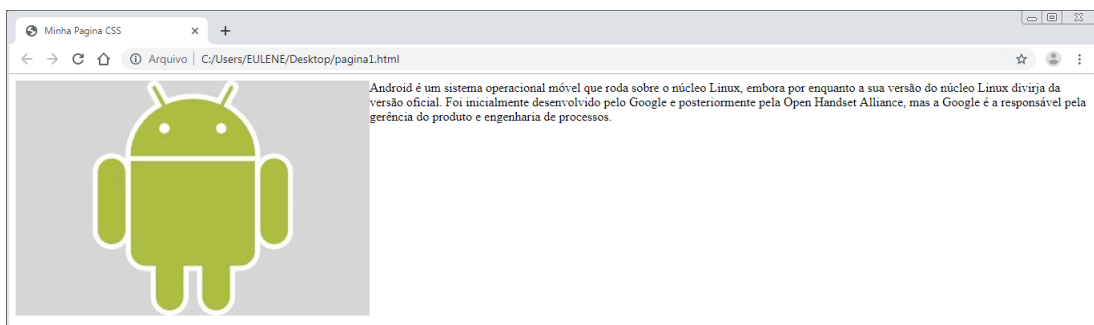 Minha Pagina CSS
Arquivo | C:/Users/EULENE/Desktop/pagina1.html
Android é um sistema operacional móvel que roda sobre o núcleo Linux, embora por enquanto a sua versão do núcleo Linux divirja da
versão oficial. Foi inicialmente desenvolvido pelo Google e posteriormente pela Open Handset Alliance, mas a Google é a responsável pela
gerência do produto e engenharia de processos.